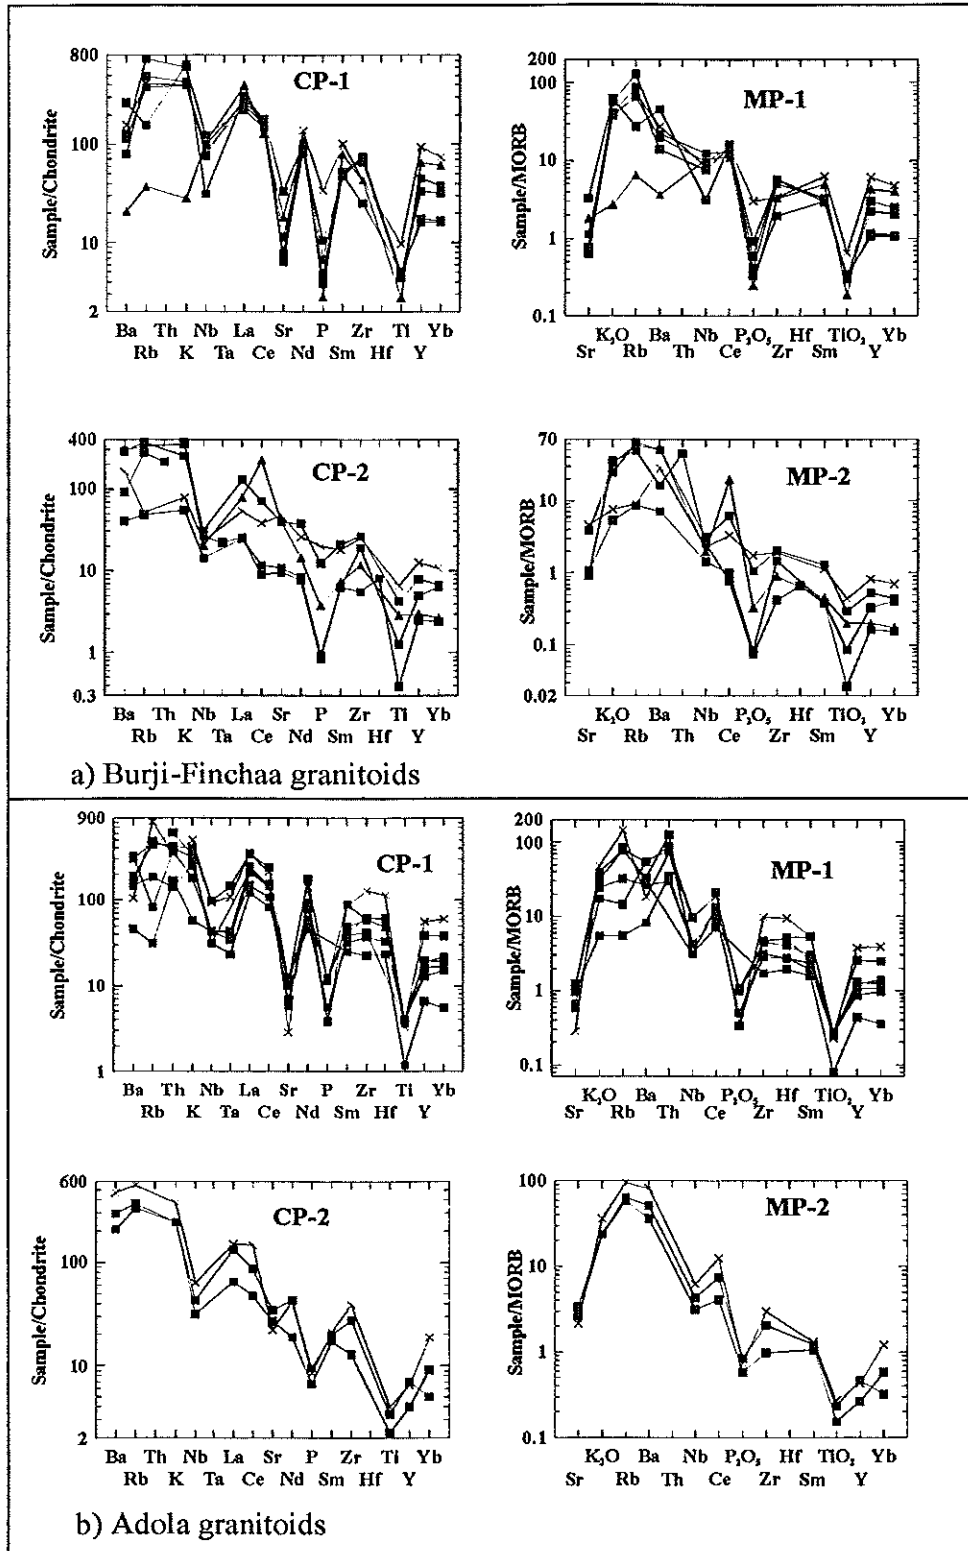 800
100
10
2
Sample/Chondrite
CP-1
Ba Th Nb La Sr P Zr Ti Yb
Rb K Ta Ce Nd Sm Hf Y
200
100
10
1
0.1
Sample/MORB
MP-1
K₂O Ba Nb P₂O₅ Hf TiO₂ Yb
Sr Rb Th Ce Zr Sm Y
400
100
10
1
0.3
Sample/Chondrite
CP-2
Ba Th Nb La Sr P Zr Ti Yb
Rb K Ta Ce Nd Sm Hf Y
70
10
1
0.1
0.02
Sample/MORB
MP-2
K₂O Ba Nb P₂O₅ Hf TiO₂ Yb
Sr Rb Th Ce Zr Sm Y
a) Burji-Finchaa granitoids
900
100
10
1
Sample/Chondrite
CP-1
Ba Th Nb La Sr P Zr Ti Yb
Rb K Ta Ce Nd Sm Hf Y
200
100
10
1
0.1
Sample/MORB
MP-1
K₂O Ba Nb P₂O₅ Hf TiO₂ Yb
Sr Rb Th Ce Zr Sm Y
600
100
10
2
Sample/Chondrite
CP-2
Ba Th Nb La Sr P Zr Ti Yb
Rb K Ta Ce Nd Sm Hf Y
100
10
1
0.1
Sample/MORB
MP-2
K₂O Ba Nb P₂O₅ Hf TiO₂ Yb
Sr Rb Th Ce Zr Sm Y
b) Adola granitoids